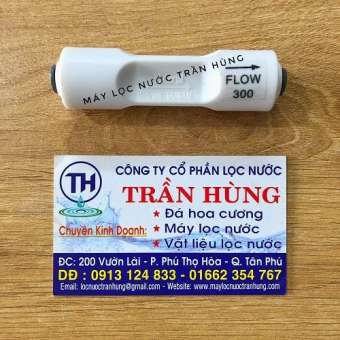 MÁY LỌC NƯỚC TRẦN HÙNG
FLOW
300
TH
CÔNG TY CỔ PHẦN LỌC NƯỚC
TRẦN HÙNG
Chuyên Kinh Doanh:
★ Đá hoa cương
★ Máy lọc nước
★ Vật liệu lọc nước
ĐC: 200 Vườn Lài - P. Phú Thọ Hòa - Q. Tân Phú
DĐ : 0913 124 833 - 01662 354 767
Email: locnuoctranhung@gmail.com - Website: www.maylocnuoctranhung.com